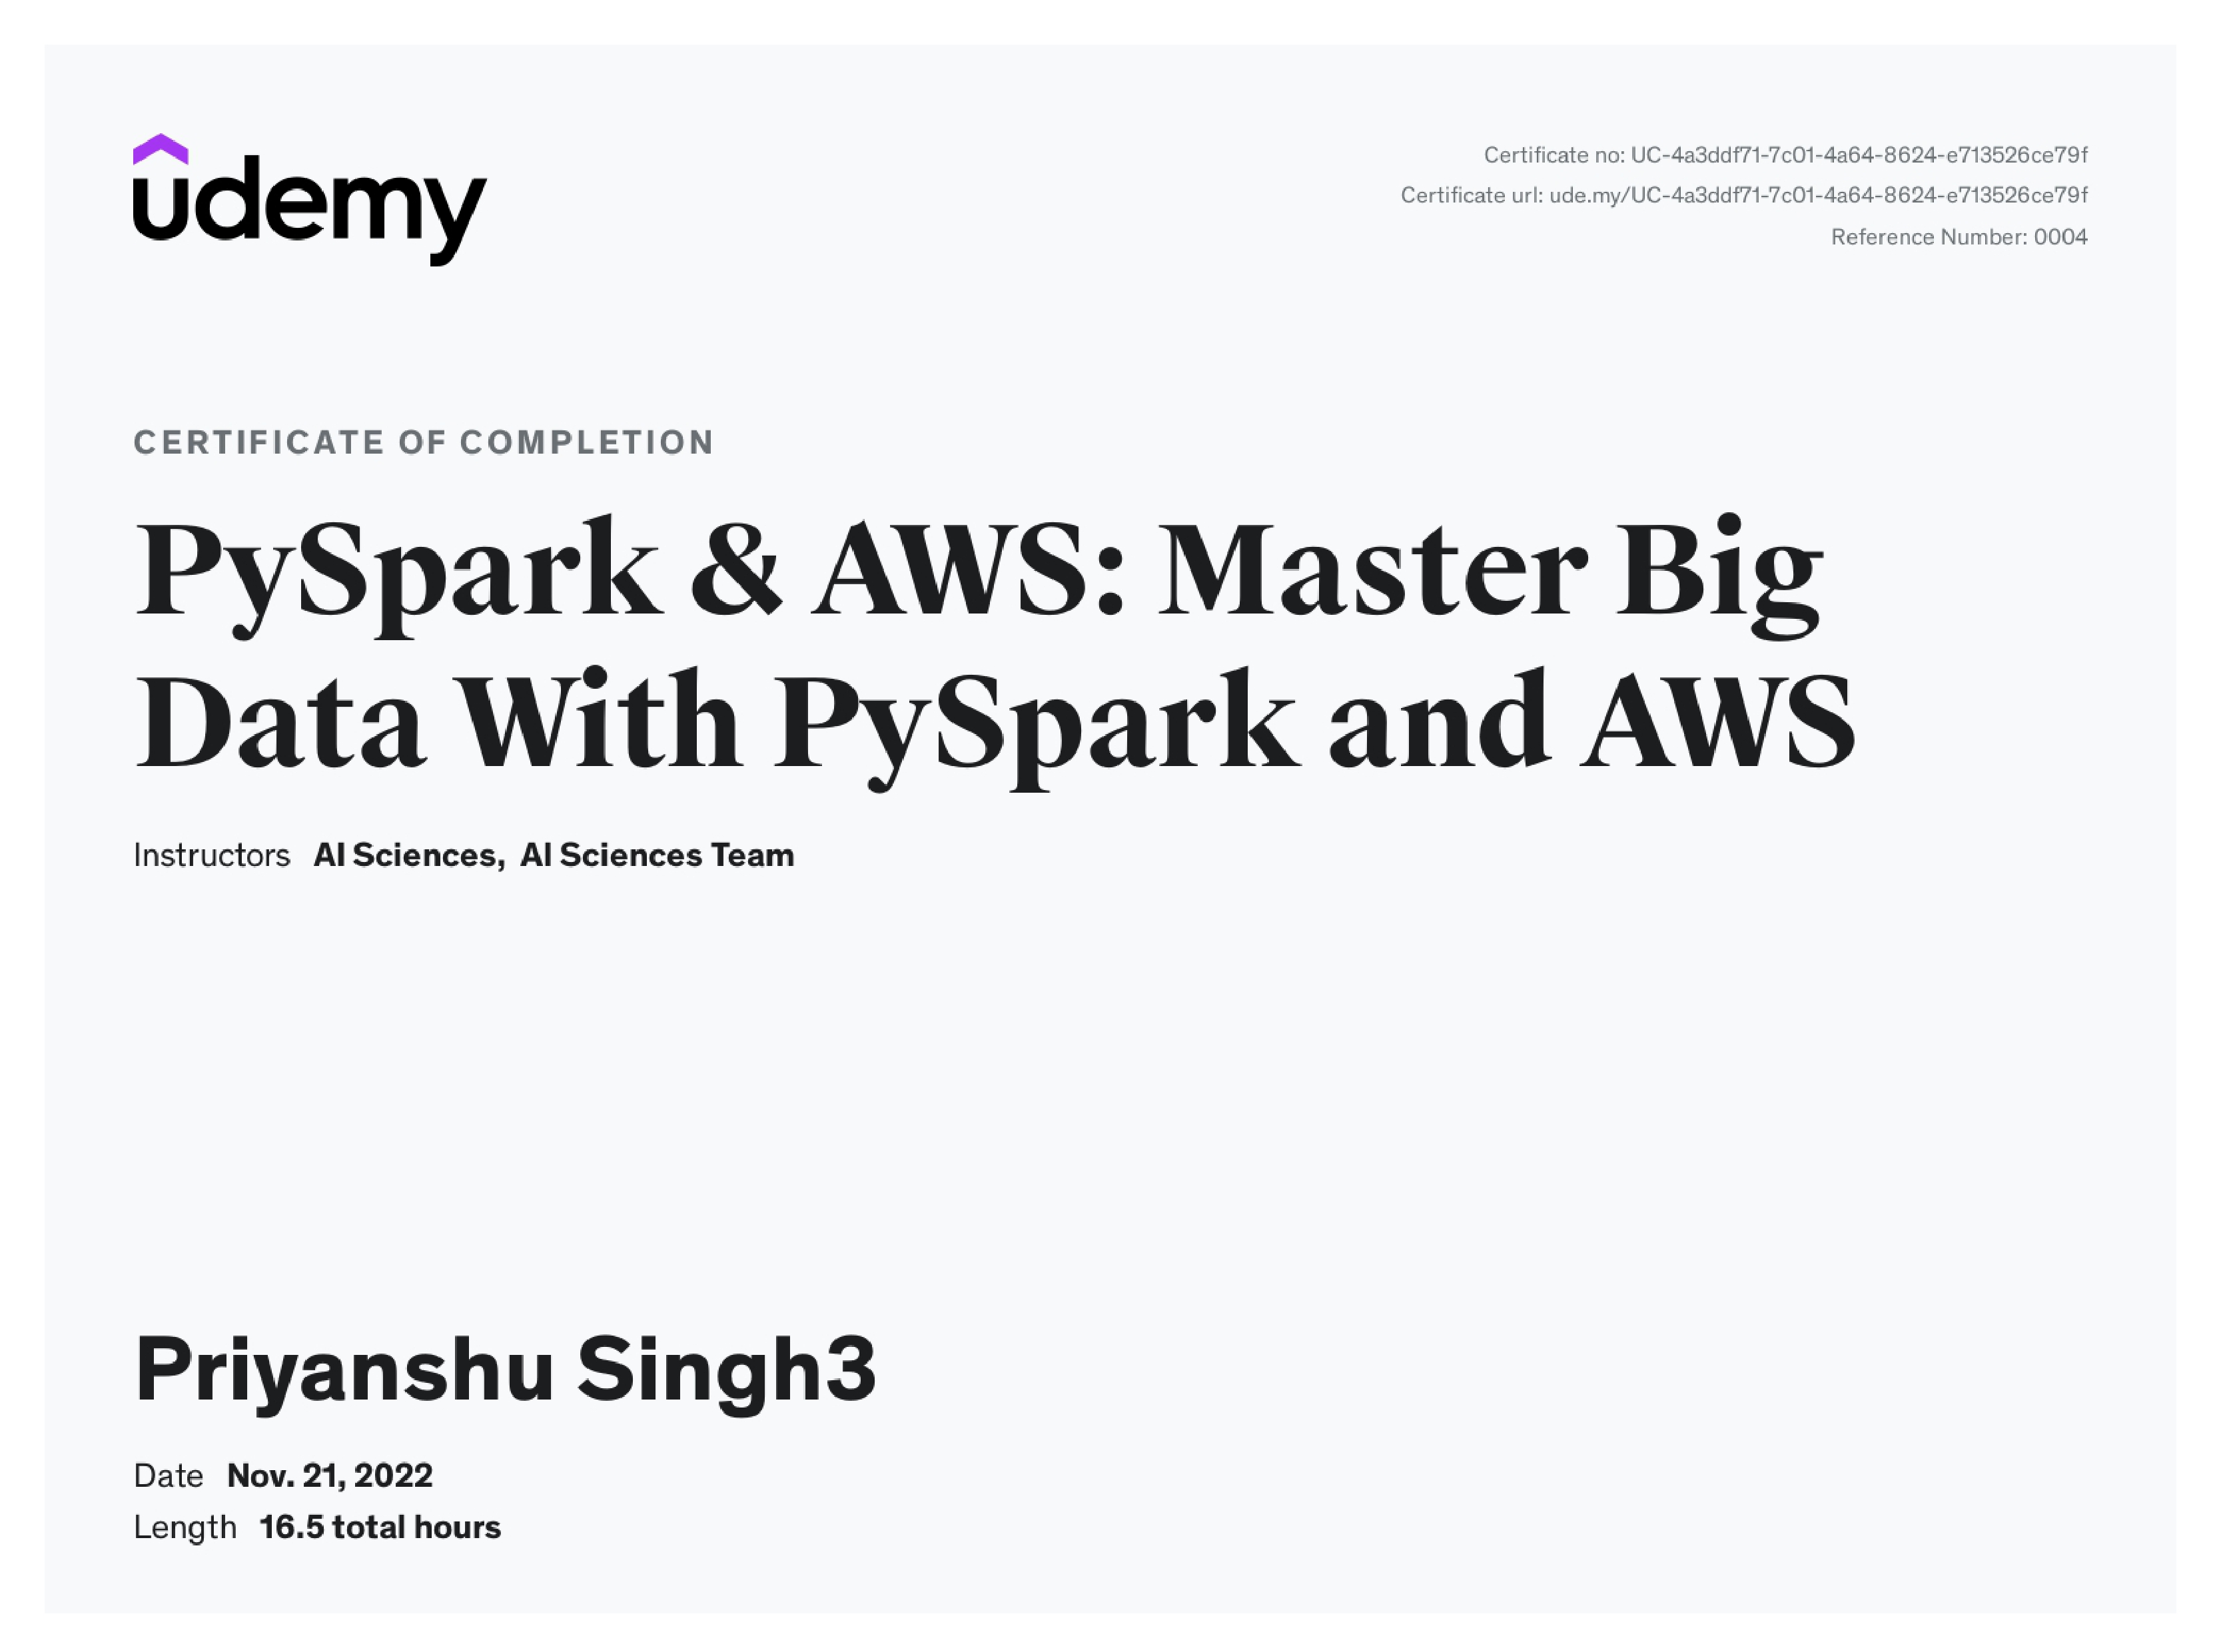 udemy
Certificate no: UC-4a3ddf71-7c01-4a64-8624-e713526ce79f
Certificate url: ude.my/UC-4a3ddf71-7c01-4a64-8624-e713526ce79f
Reference Number: 0004
CERTIFICATE OF COMPLETION
PySpark & AWS: Master Big
Data With PySpark and AWS
Instructors AI Sciences, AI Sciences Team
Priyanshu Singh3
Date Nov. 21, 2022
Length 16.5 total hours